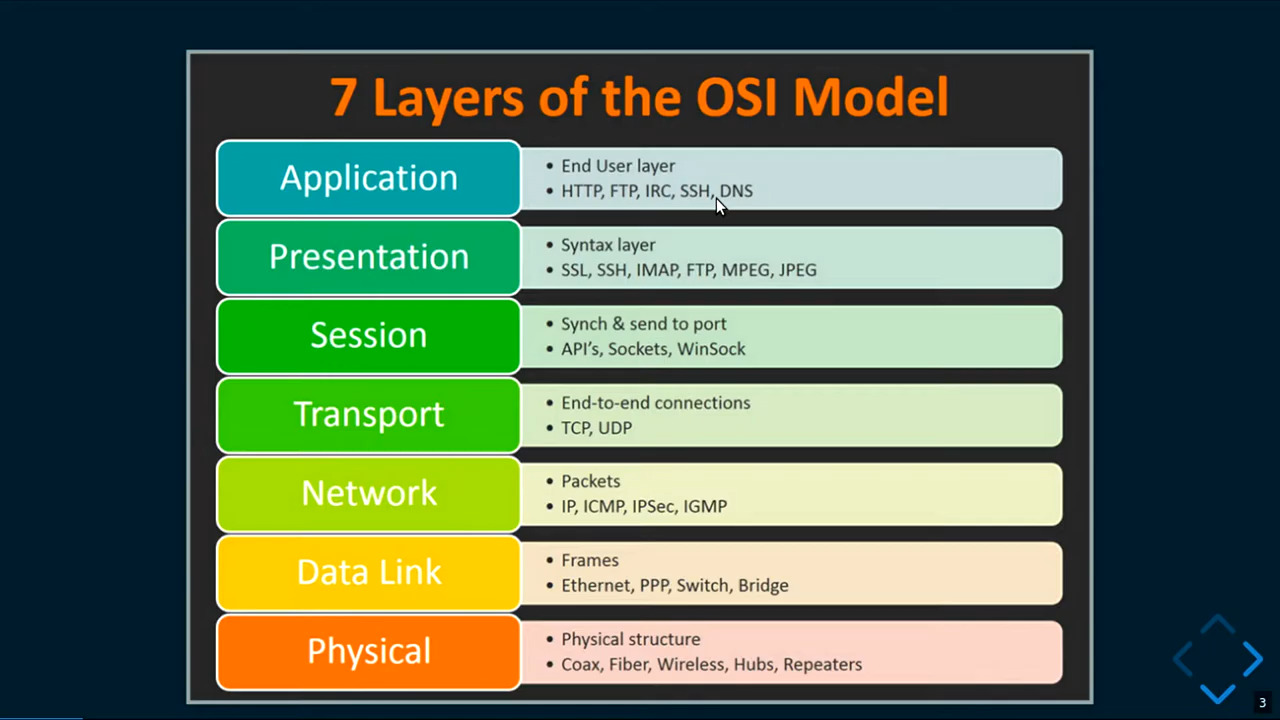 7 Layers of the OSI Model
Application
• End User layer
• HTTP, FTP, IRC, SSH, DNS
Presentation
• Syntax layer
• SSL, SSH, IMAP, FTP, MPEG, JPEG
Session
• Synch & send to port
• API’s, Sockets, WinSock
Transport
• End-to-end connections
• TCP, UDP
Network
• Packets
• IP, ICMP, IPSec, IGMP
Data Link
• Frames
• Ethernet, PPP, Switch, Bridge
Physical
• Physical structure
• Coax, Fiber, Wireless, Hubs, Repeaters
3